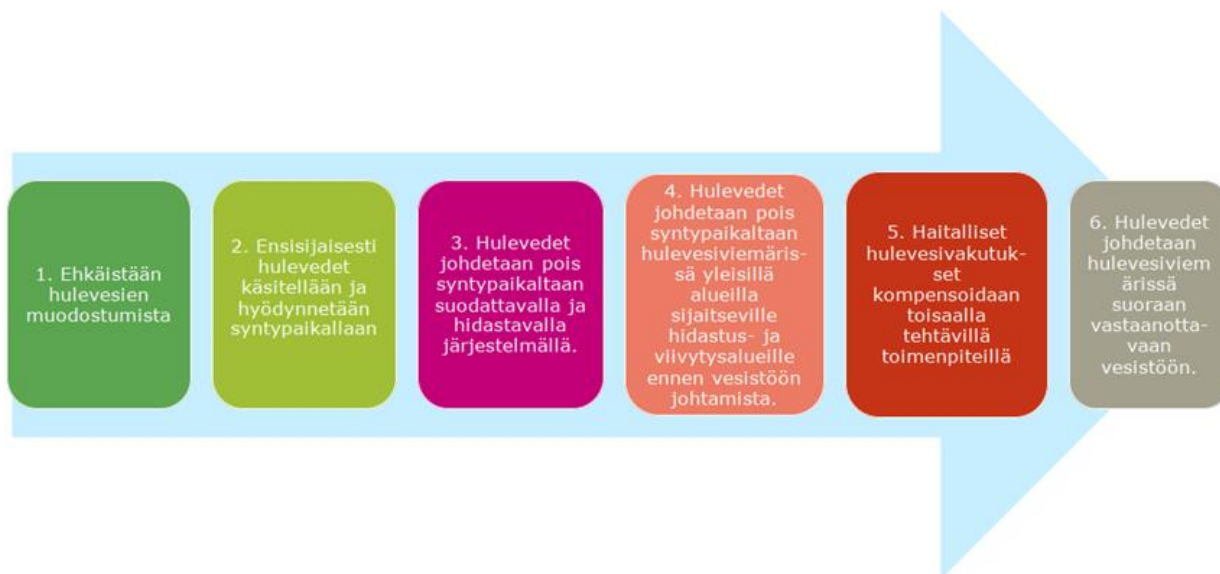 1. Ehkäistään
hulevesien
muodostumista
2. Ensisijaisesti
hulevedet
käsitellään ja
hyödynnetään
syntypaikallaan
3. Hulevedet
johdetaan pois
syntypaikaltaan
suodattavalla ja
hidastavalla
järjestelmällä.
4. Hulevedet
johdetaan pois
syntypaikaltaan
hulevesiviemäris-
sä yleisillä
alueilla
sijaitseville
hidastus- ja
viivytysalueille
ennen vesistöön
johtamista.
5. Haitalliset
hulevesivakutuk-
set
kompensoidaan
toisaalla
tehtävillä
toimenpiteillä
6. Hulevedet
johdetaan
hulevesiviem
ärissä
suoraan
vastaanotta-
vaan
vesistöön.